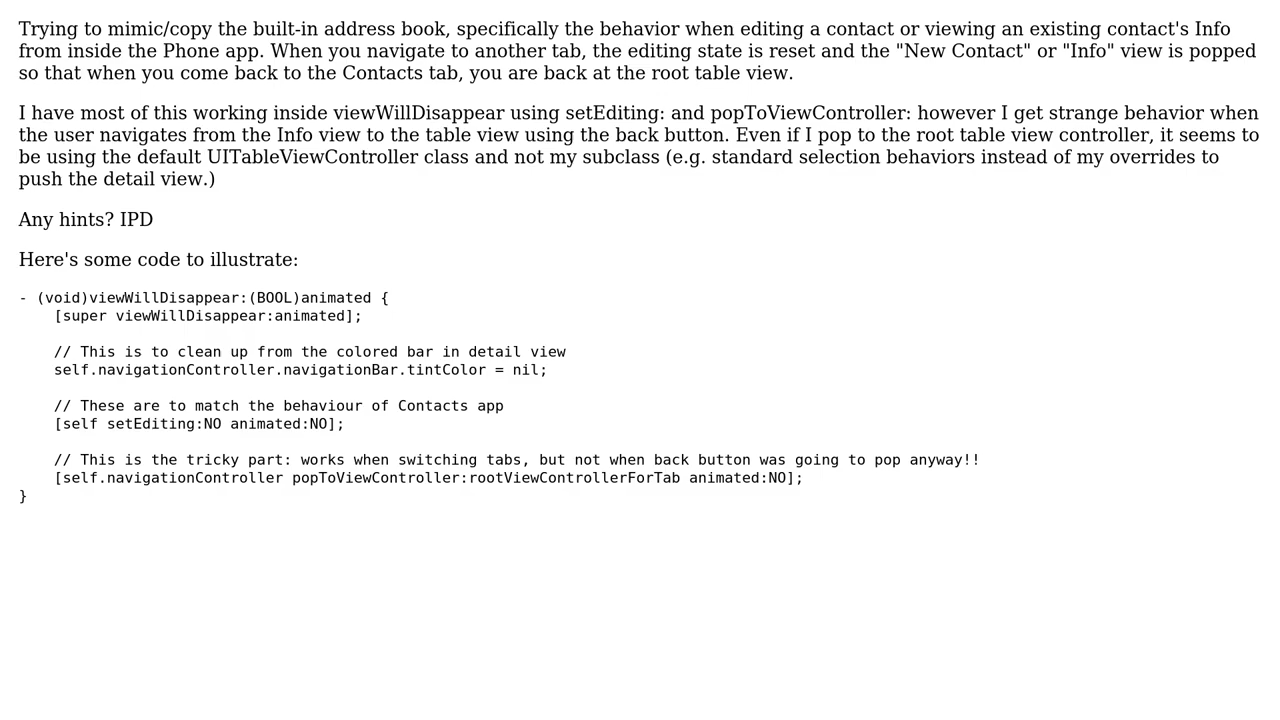 Trying to mimic/copy the built-in address book, specifically the behavior when editing a contact or viewing an existing contact's Info
from inside the Phone app. When you navigate to another tab, the editing state is reset and the "New Contact" or "Info" view is popped
so that when you come back to the Contacts tab, you are back at the root table view.
I have most of this working inside viewWillDisappear using setEditing: and popToViewController: however I get strange behavior when
the user navigates from the Info view to the table view using the back button. Even if I pop to the root table view controller, it seems to
be using the default UITableViewController class and not my subclass (e.g. standard selection behaviors instead of my overrides to
push the detail view.)
Any hints? IPD
Here's some code to illustrate:
- (void)viewWillDisappear:(BOOL)animated {
    [super viewWillDisappear:animated];
    // This is to clean up from the colored bar in detail view
    self.navigationController.navigationBar.tintColor = nil;
    // These are to match the behaviour of Contacts app
    [self setEditing:NO animated:NO];
    // This is the tricky part: works when switching tabs, but not when back button was going to pop anyway!!
    [self.navigationController popToViewController:rootViewControllerForTab animated:NO];
}